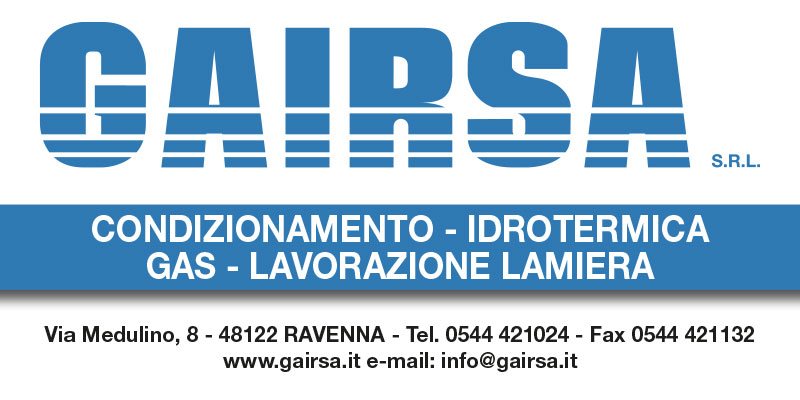 GAIRSA S.R.L.
CONDIZIONAMENTO - IDROTERMICA
GAS - LAVORAZIONE LAMIERA
Via Medulino, 8 - 48122 RAVENNA - Tel. 0544 421024 - Fax 0544 421132
www.gairsa.it e-mail: info@gairsa.it